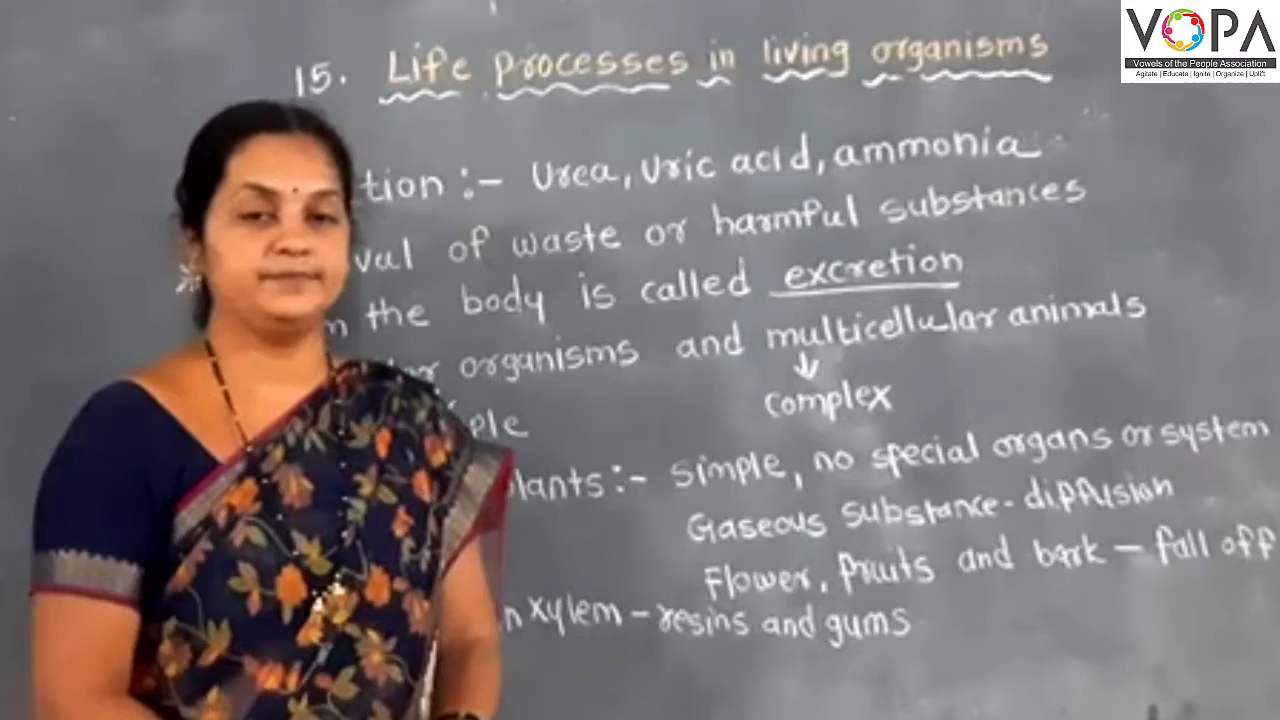 VOPA
Vowels of the People Association
Agitate | Educate | Ignite | Organize | Uplift
15. Life processes in living organisms
tion :- Urea, Uric acid, ammonia
val of waste or harmful substances
m the body is called excretion
organisms and multicellular animals
ple complex
plants :- simple, no special organs or system
Gaseous substance - diffusion
Flower, fruits and bark - fall off
n xylem - resins and gums